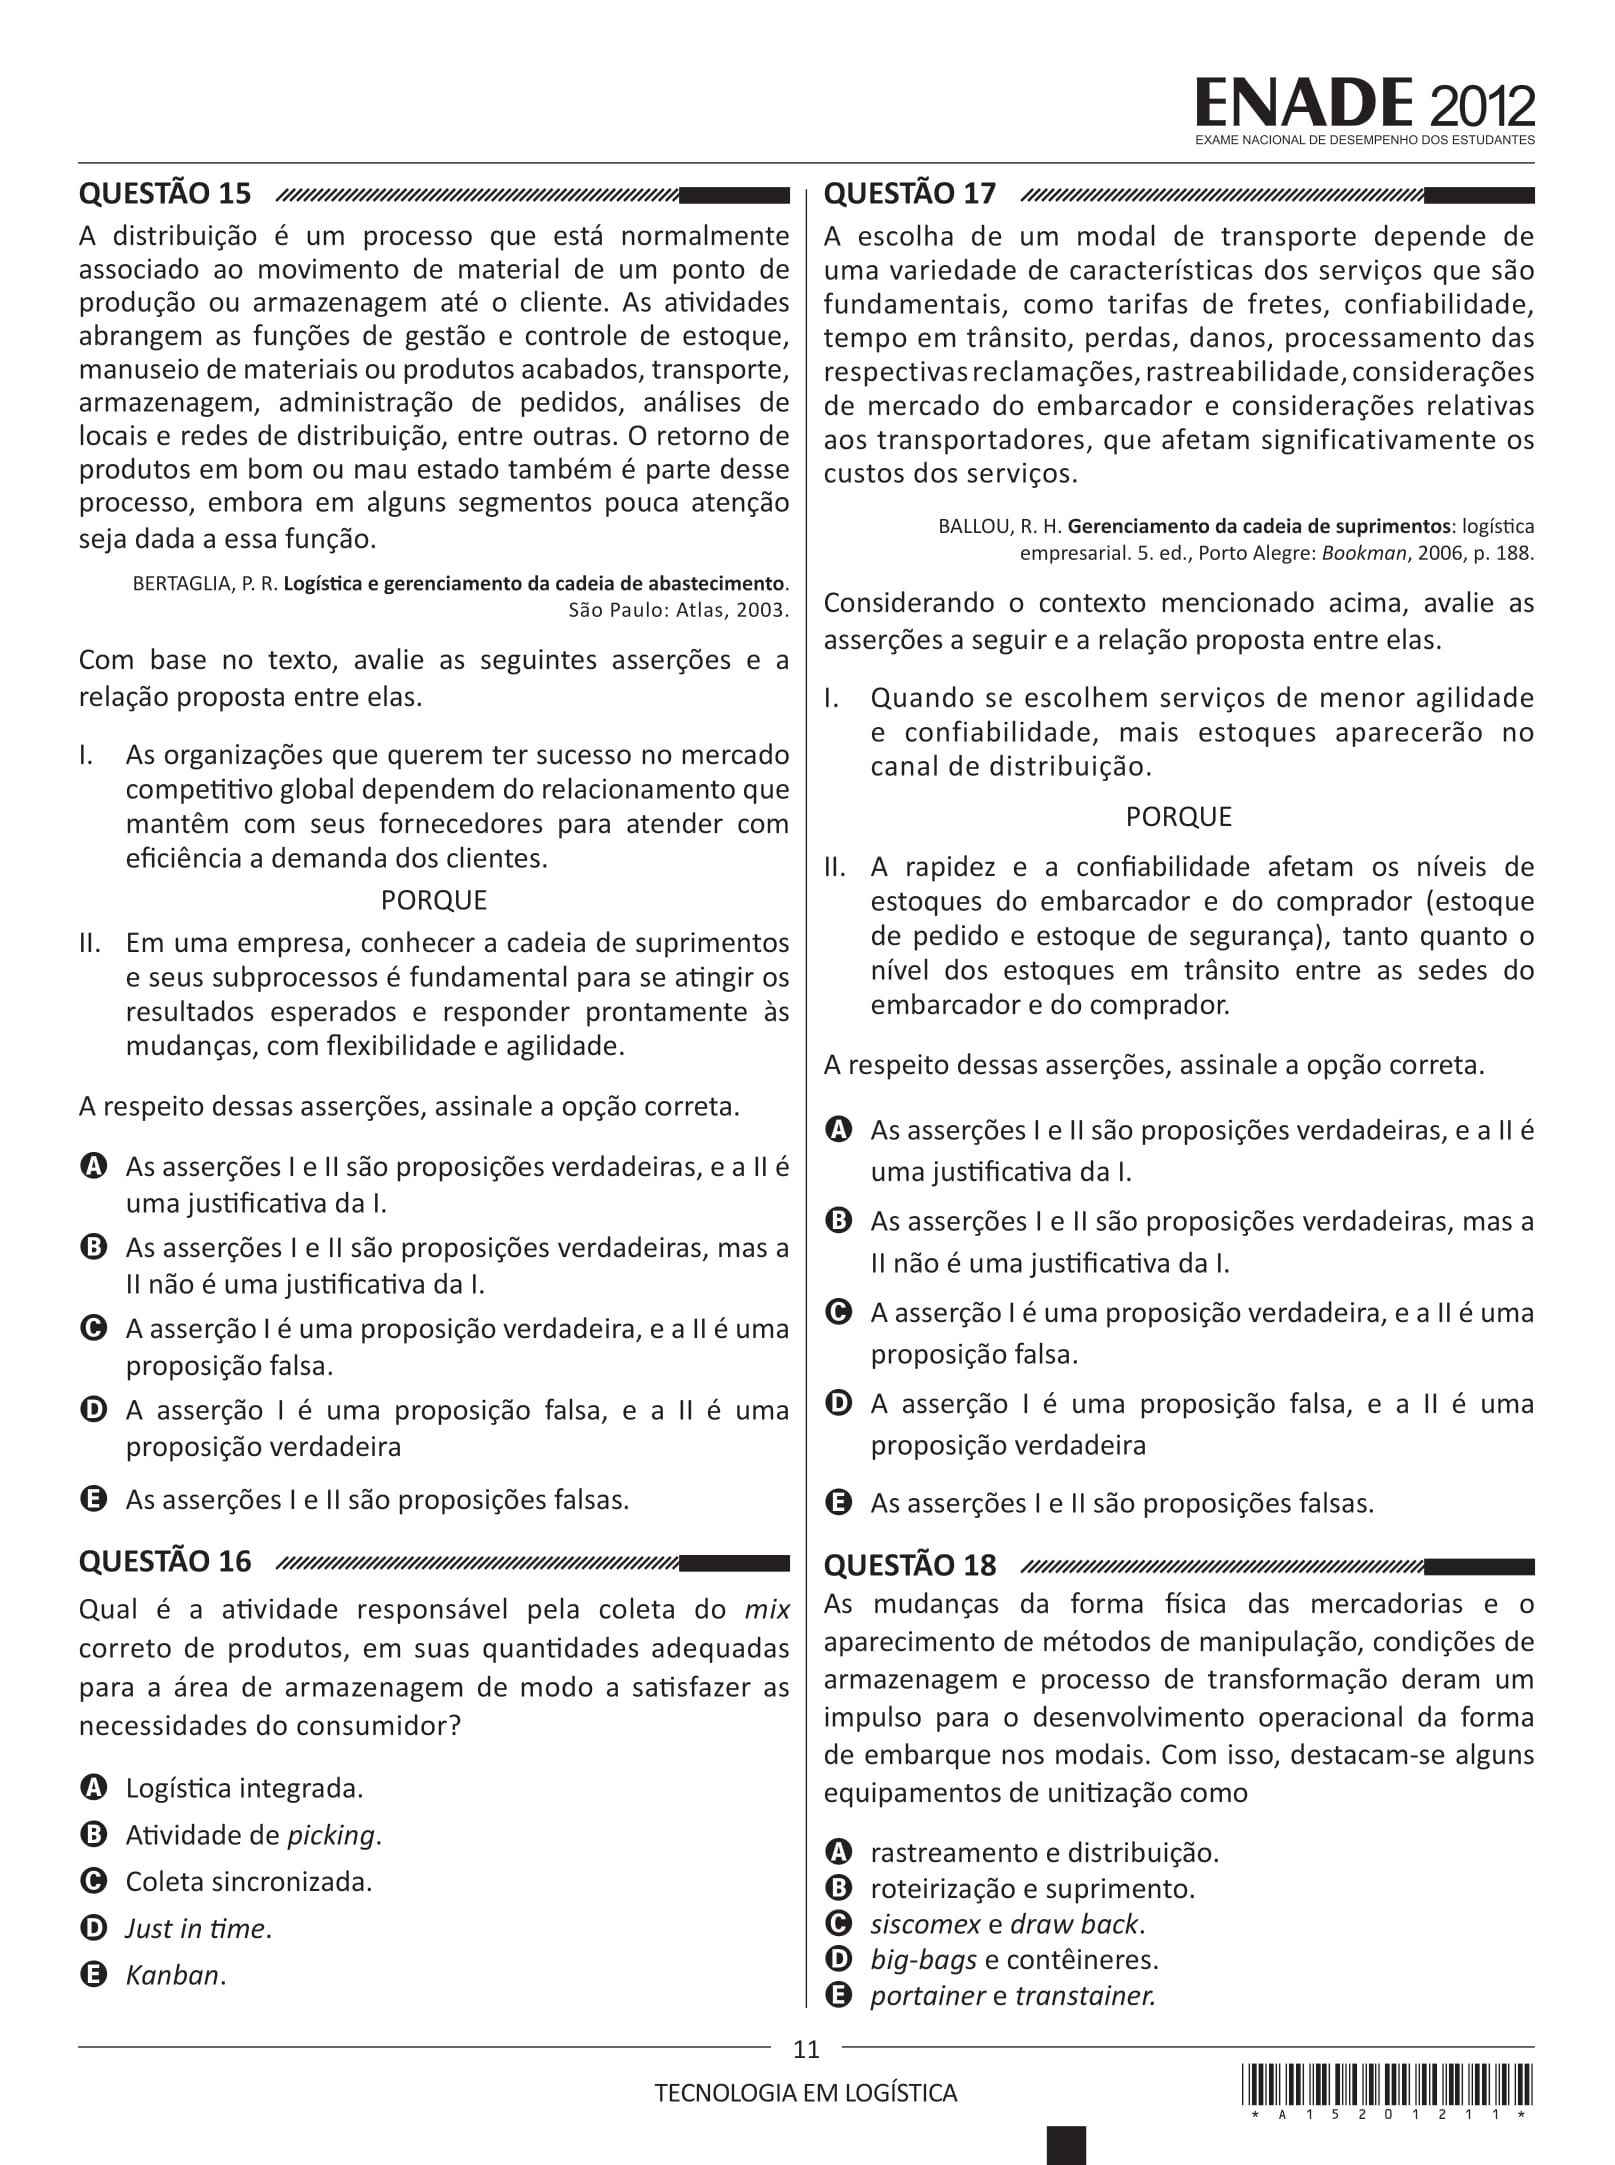 ENADE 2012
EXAME NACIONAL DE DESEMPENHO DOS ESTUDANTES
QUESTÃO 15
A distribuição é um processo que está normalmente
associado ao movimento de material de um ponto de
produção ou armazenagem até o cliente. As atividades
abrangem as funções de gestão e controle de estoque,
manuseio de materiais ou produtos acabados, transporte,
armazenagem, administração de pedidos, análises de
locais e redes de distribuição, entre outras. O retorno de
produtos em bom ou mau estado também é parte desse
processo, embora em alguns segmentos pouca atenção
seja dada a essa função.
BERTAGLIA, P. R. Logística e gerenciamento da cadeia de abastecimento.
São Paulo: Atlas, 2003.
Com base no texto, avalie as seguintes asserções e a
relação proposta entre elas.
I. As organizações que querem ter sucesso no mercado
competitivo global dependem do relacionamento que
mantêm com seus fornecedores para atender com
eficiência a demanda dos clientes.
PORQUE
II. Em uma empresa, conhecer a cadeia de suprimentos
e seus subprocessos é fundamental para se atingir os
resultados esperados e responder prontamente às
mudanças, com flexibilidade e agilidade.
A respeito dessas asserções, assinale a opção correta.
A As asserções I e II são proposições verdadeiras, e a II é
uma justificativa da I.
B As asserções I e II são proposições verdadeiras, mas a
II não é uma justificativa da I.
C A asserção I é uma proposição verdadeira, e a II é uma
proposição falsa.
D A asserção I é uma proposição falsa, e a II é uma
proposição verdadeira
E As asserções I e II são proposições falsas.
QUESTÃO 16
Qual é a atividade responsável pela coleta do mix
correto de produtos, em suas quantidades adequadas
para a área de armazenagem de modo a satisfazer as
necessidades do consumidor?
A Logística integrada.
B Atividade de picking.
C Coleta sincronizada.
D Just in time.
E Kanban.
QUESTÃO 17
A escolha de um modal de transporte depende de
uma variedade de características dos serviços que são
fundamentais, como tarifas de fretes, confiabilidade,
tempo em trânsito, perdas, danos, processamento das
respectivas reclamações, rastreabilidade, considerações
de mercado do embarcador e considerações relativas
aos transportadores, que afetam significativamente os
custos dos serviços.
BALLOU, R. H. Gerenciamento da cadeia de suprimentos: logística
empresarial. 5. ed., Porto Alegre: Bookman, 2006, p. 188.
Considerando o contexto mencionado acima, avalie as
asserções a seguir e a relação proposta entre elas.
I. Quando se escolhem serviços de menor agilidade
e confiabilidade, mais estoques aparecerão no
canal de distribuição.
PORQUE
II. A rapidez e a confiabilidade afetam os níveis de
estoques do embarcador e do comprador (estoque
de pedido e estoque de segurança), tanto quanto o
nível dos estoques em trânsito entre as sedes do
embarcador e do comprador.
A respeito dessas asserções, assinale a opção correta.
A As asserções I e II são proposições verdadeiras, e a II é
uma justificativa da I.
B As asserções I e II são proposições verdadeiras, mas a
II não é uma justificativa da I.
C A asserção I é uma proposição verdadeira, e a II é uma
proposição falsa.
D A asserção I é uma proposição falsa, e a II é uma
proposição verdadeira
E As asserções I e II são proposições falsas.
QUESTÃO 18
As mudanças da forma física das mercadorias e o
aparecimento de métodos de manipulação, condições de
armazenagem e processo de transformação deram um
impulso para o desenvolvimento operacional da forma
de embarque nos modais. Com isso, destacam-se alguns
equipamentos de unitização como
A rastreamento e distribuição.
B roteirização e suprimento.
C siscomex e draw back.
D big-bags e contêineres.
E portainer e transtainer.
11
TECNOLOGIA EM LOGÍSTICA
* A 1 5 2 0 1 2 1 1 *